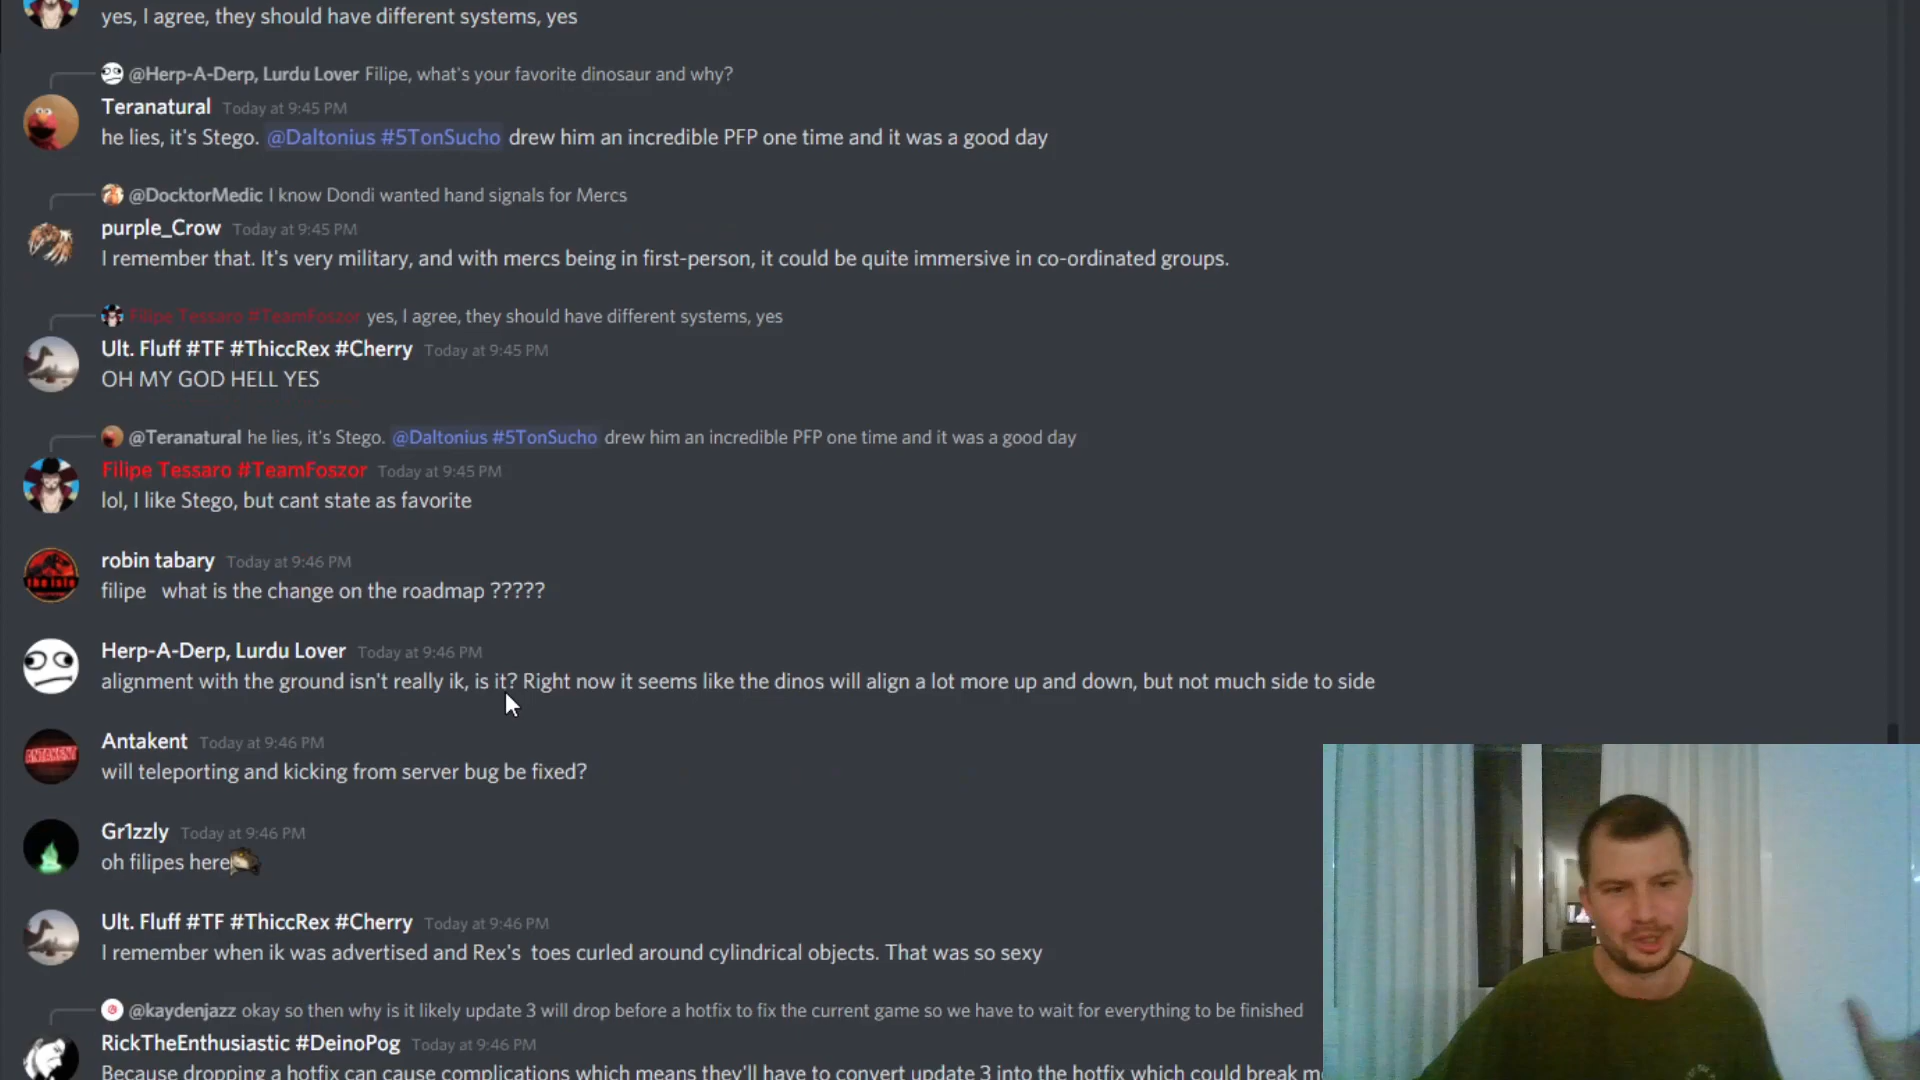 yes, I agree, they should have different systems, yes
@Herp-A-Derp, Lurdu Lover Filipe, what's your favorite dinosaur and why?
Teranatural Today at 9:45 PM
he lies, it's Stego. @Daltonius #5TonSucho drew him an incredible PFP one time and it was a good day
@DocktorMedic I know Dondi wanted hand signals for Mercs
purple_Crow Today at 9:45 PM
I remember that. It's very military, and with mercs being in first-person, it could be quite immersive in co-ordinated groups.
Filipe Tessaro #TeamFoszor yes, I agree, they should have different systems, yes
Ult. Fluff #TF #ThiccRex #Cherry Today at 9:45 PM
OH MY GOD HELL YES
@Teranatural he lies, it's Stego. @Daltonius #5TonSucho drew him an incredible PFP one time and it was a good day
Filipe Tessaro #TeamFoszor Today at 9:45 PM
lol, I like Stego, but cant state as favorite
robin tabary Today at 9:46 PM
filipe what is the change on the roadmap ?????
Herp-A-Derp, Lurdu Lover Today at 9:46 PM
alignment with the ground isn't really ik, is it? Right now it seems like the dinos will align a lot more up and down, but not much side to side
ANTAKENT
Antakent Today at 9:46 PM
will teleporting and kicking from server bug be fixed?
Gr1zzly Today at 9:46 PM
oh filipes here
Ult. Fluff #TF #ThiccRex #Cherry Today at 9:46 PM
I remember when ik was advertised and Rex's toes curled around cylindrical objects. That was so sexy
@kaydenjazz okay so then why is it likely update 3 will drop before a hotfix to fix the current game so we have to wait for everything to be finished
RickTheEnthusiastic #DeinoPog Today at 9:46 PM
Because dropping a hotfix can cause complications which means they'll have to convert update 3 into the hotfix which could break